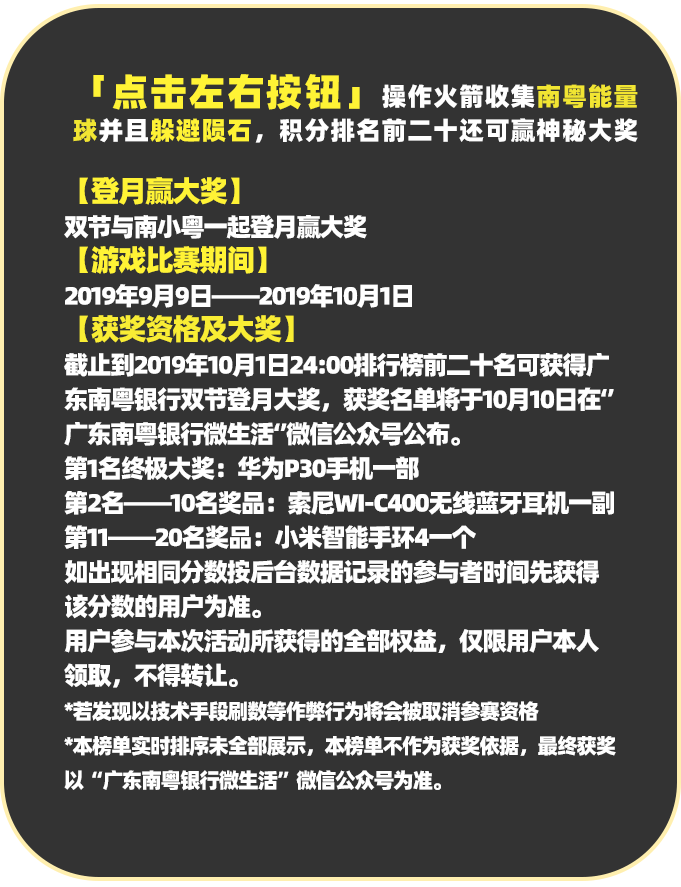 「点击左右按钮」操作火箭收集南粤能量
球并且躲避陨石，积分排名前二十还可赢神秘大奖
【登月赢大奖】
双节与南小粤一起登月赢大奖
【游戏比赛期间】
2019年9月9日——2019年10月1日
【获奖资格及大奖】
截止到2019年10月1日24:00排行榜前二十名可获得广
东南粤银行双节登月大奖，获奖名单将于10月10日在“
广东南粤银行微生活“微信公众号公布。
第1名终极大奖：华为P30手机一部
第2名——10名奖品：索尼WI-C400无线蓝牙耳机一副
第11——20名奖品：小米智能手环4一个
如出现相同分数按后台数据记录的参与者时间先获得
该分数的用户为准。
用户参与本次活动所获得的全部权益，仅限用户本人
领取，不得转让。
*若发现以技术手段刷数等作弊行为将会被取消参赛资格
*本榜单实时排序未全部展示，本榜单不作为获奖依据，最终获奖
以“广东南粤银行微生活”微信公众号为准。